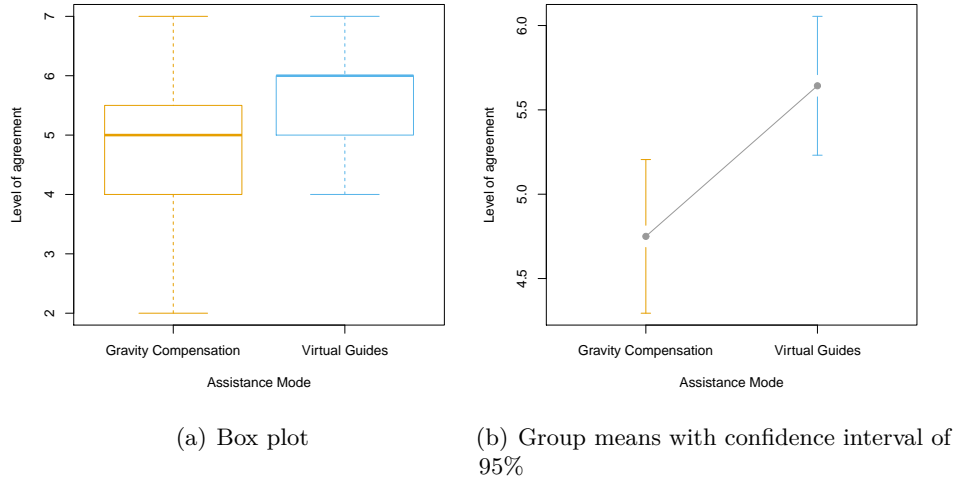 7
6
5
4
3
2
Level of agreement
Gravity Compensation
Virtual Guides
Assistance Mode
(a) Box plot
6.0
5.5
5.0
4.5
Level of agreement
Gravity Compensation
Virtual Guides
Assistance Mode
(b) Group means with confidence interval of
95%